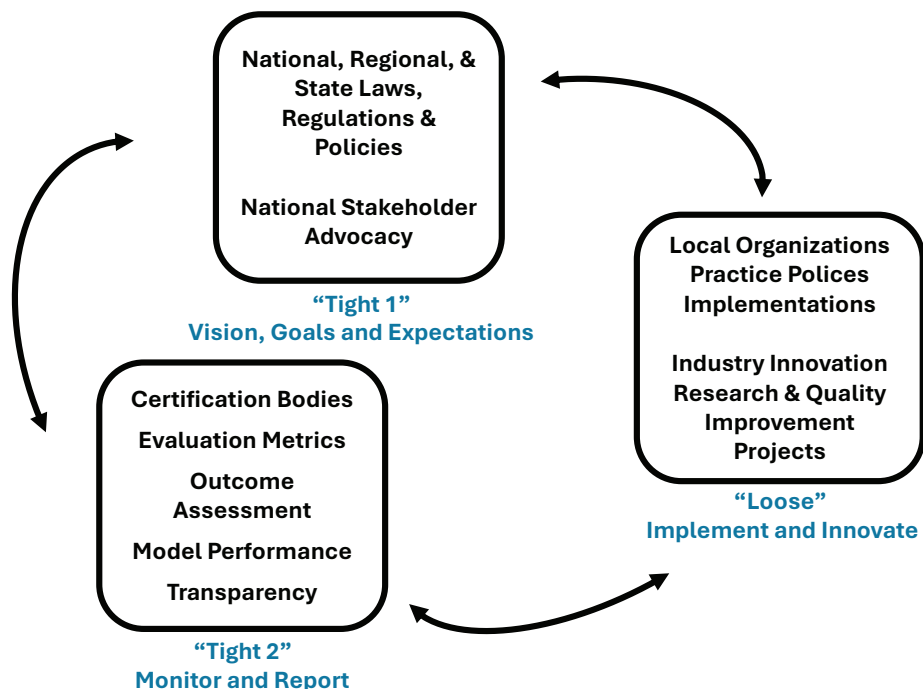 National, Regional, &
State Laws,
Regulations &
Policies
National Stakeholder
Advocacy
“Tight 1”
Vision, Goals and Expectations
Local Organizations
Practice Polices
Implementations
Industry Innovation
Research & Quality
Improvement
Projects
“Loose”
Implement and Innovate
Certification Bodies
Evaluation Metrics
Outcome
Assessment
Model Performance
Transparency
“Tight 2”
Monitor and Report